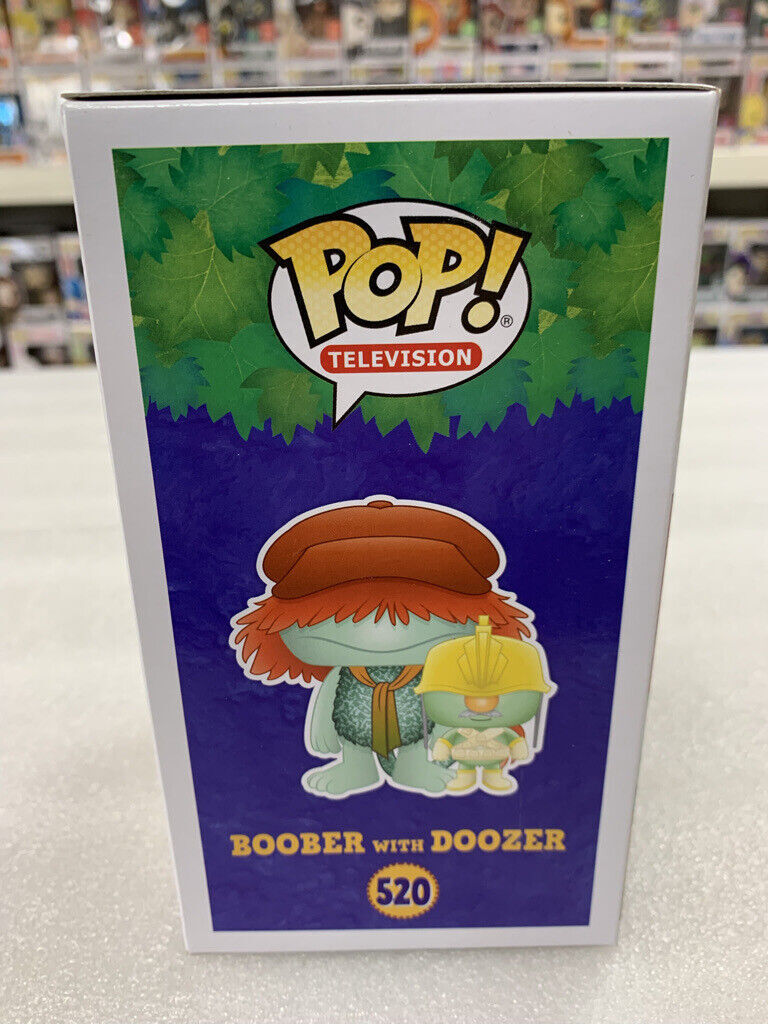 POP!®
TELEVISION
BOOBER WITH DOOZER
520